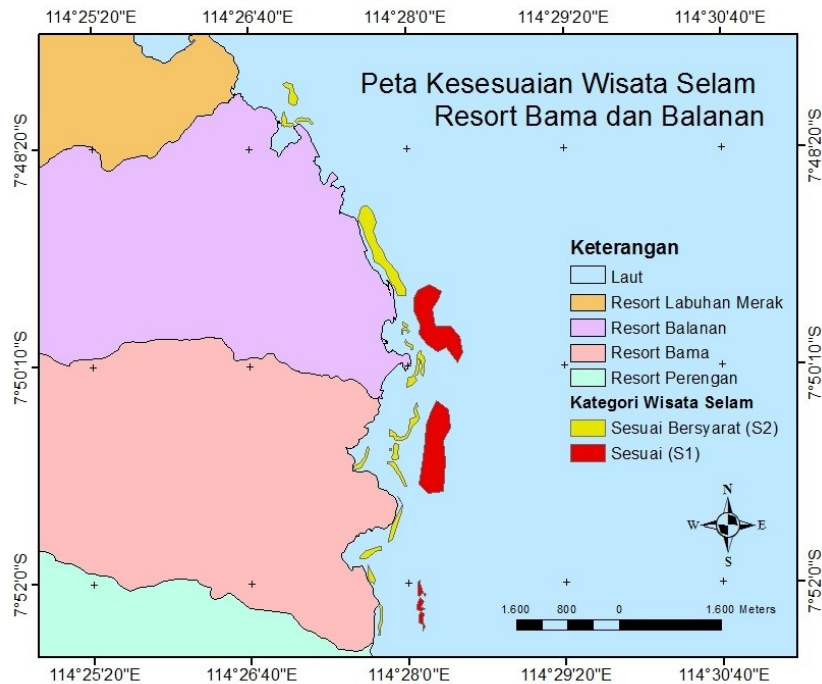 114°25'20"E 114°26'40"E 114°28'0"E 114°29'20"E 114°30'40"E
Peta Kesesuaian Wisata Selam
Resort Bama dan Balanan
7°48'20"S 7°48'20"S
Keterangan
Laut
Resort Labuhan Merak
Resort Balanan
Resort Bama
Resort Perengan
Kategori Wisata Selam
Sesuai Bersyarat (S2)
Sesuai (S1)
7°50'10"S 7°50'10"S
N
W E
S
7°52'0"S 7°52'0"S
1.600 800 0 1.600 Meters
114°25'20"E 114°26'40"E 114°28'0"E 114°29'20"E 114°30'40"E